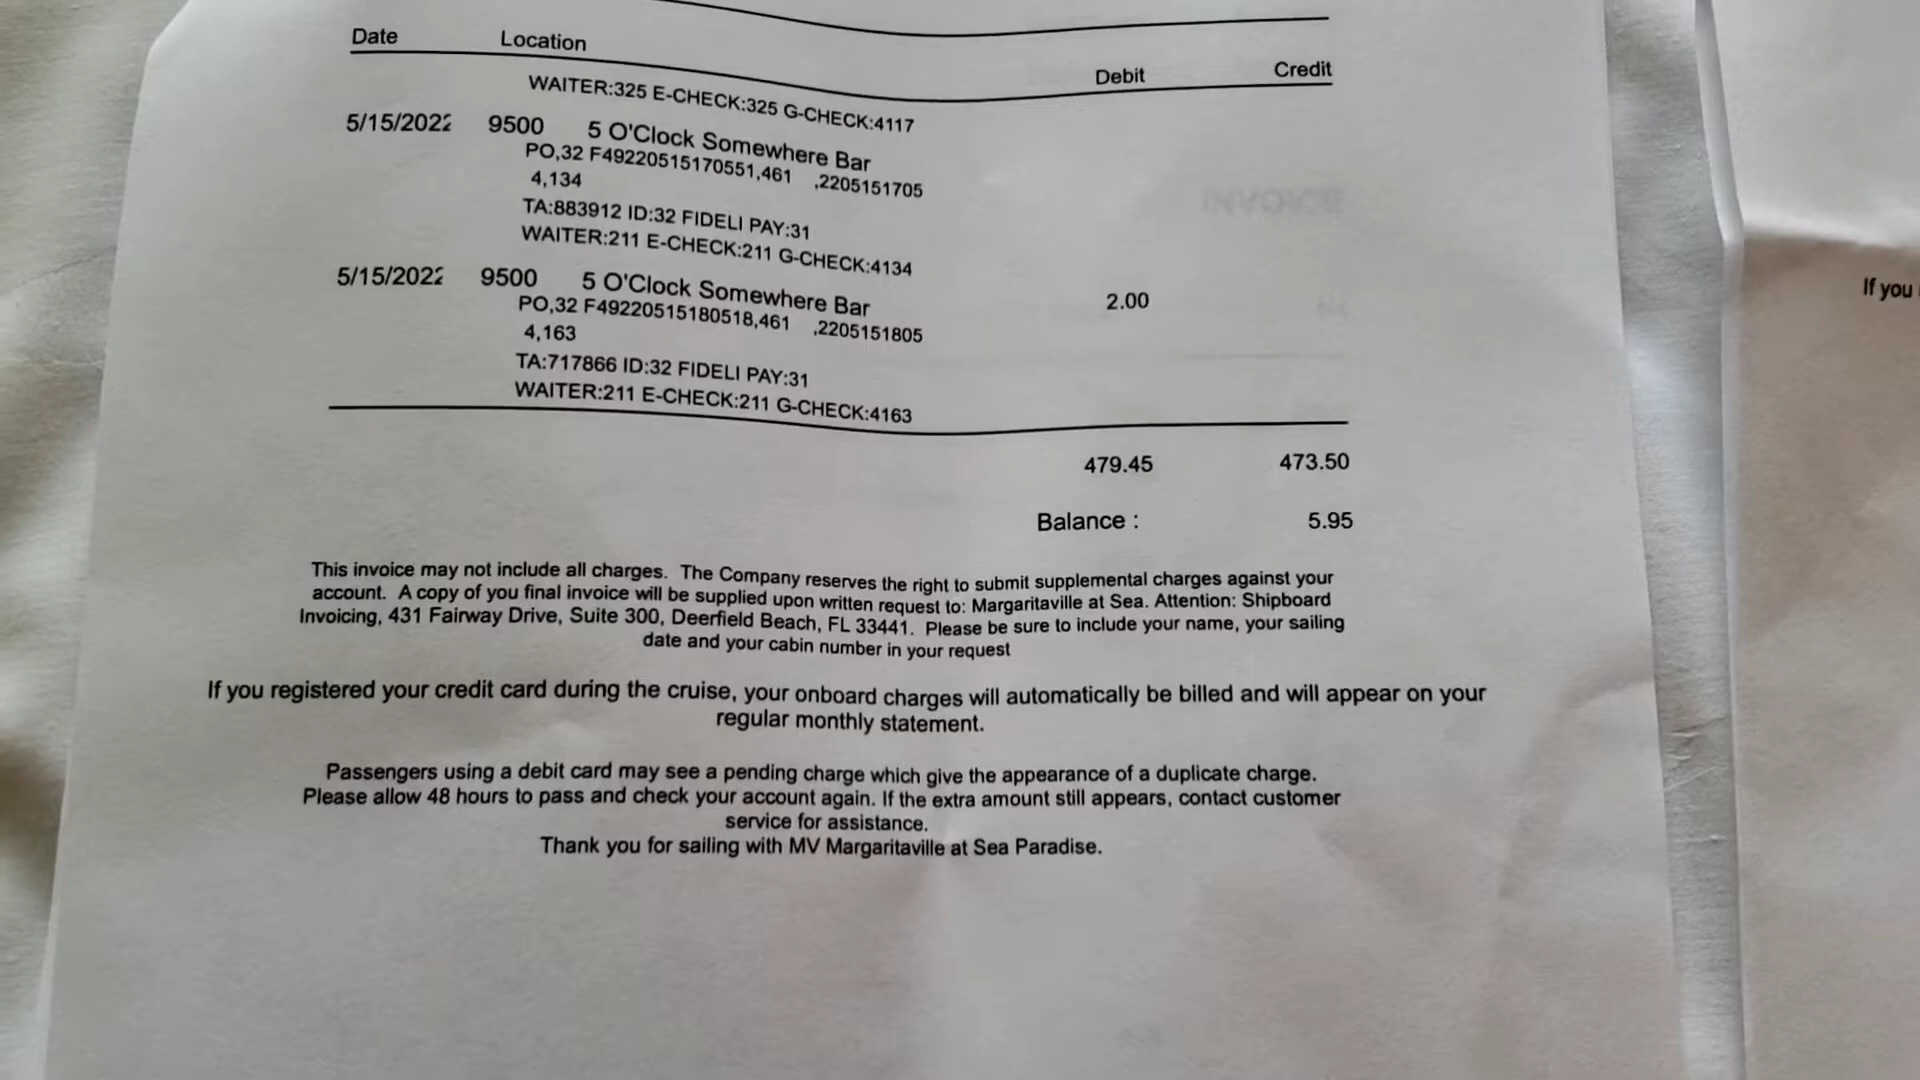 Date Location Debit Credit
WAITER:325 E-CHECK:325 G-CHECK:4117
5/15/2022 9500 5 O'Clock Somewhere Bar
PO,32 F49220515170551,461 ,2205151705
4,134
TA:883912 ID:32 FIDELI PAY:31
WAITER:211 E-CHECK:211 G-CHECK:4134
5/15/2022 9500 5 O'Clock Somewhere Bar 2.00
PO,32 F49220515180518,461 ,2205151805
4,163
TA:717866 ID:32 FIDELI PAY:31
WAITER:211 E-CHECK:211 G-CHECK:4163
479.45 473.50
Balance : 5.95
This invoice may not include all charges. The Company reserves the right to submit supplemental charges against your
account. A copy of you final invoice will be supplied upon written request to: Margaritaville at Sea. Attention: Shipboard
Invoicing, 431 Fairway Drive, Suite 300, Deerfield Beach, FL 33441. Please be sure to include your name, your sailing
date and your cabin number in your request
If you registered your credit card during the cruise, your onboard charges will automatically be billed and will appear on your
regular monthly statement.
Passengers using a debit card may see a pending charge which give the appearance of a duplicate charge.
Please allow 48 hours to pass and check your account again. If the extra amount still appears, contact customer
service for assistance.
Thank you for sailing with MV Margaritaville at Sea Paradise.
INVOICE
If you